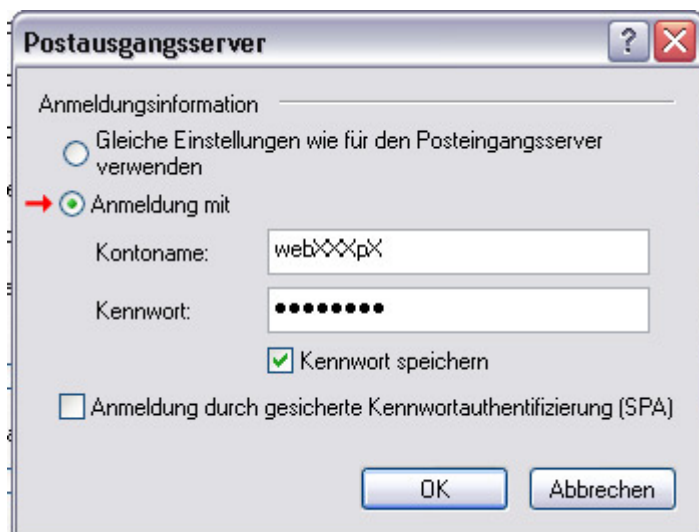 Postausgangsserver
Anmeldungsinformation
Gleiche Einstellungen wie für den Posteingangsserver
verwenden
Anmeldung mit
Kontoname: webXXXpX
Kennwort: ●●●●●●●●
Kennwort speichern
Anmeldung durch gesicherte Kennwortauthentifizierung (SPA)
OK Abbrechen